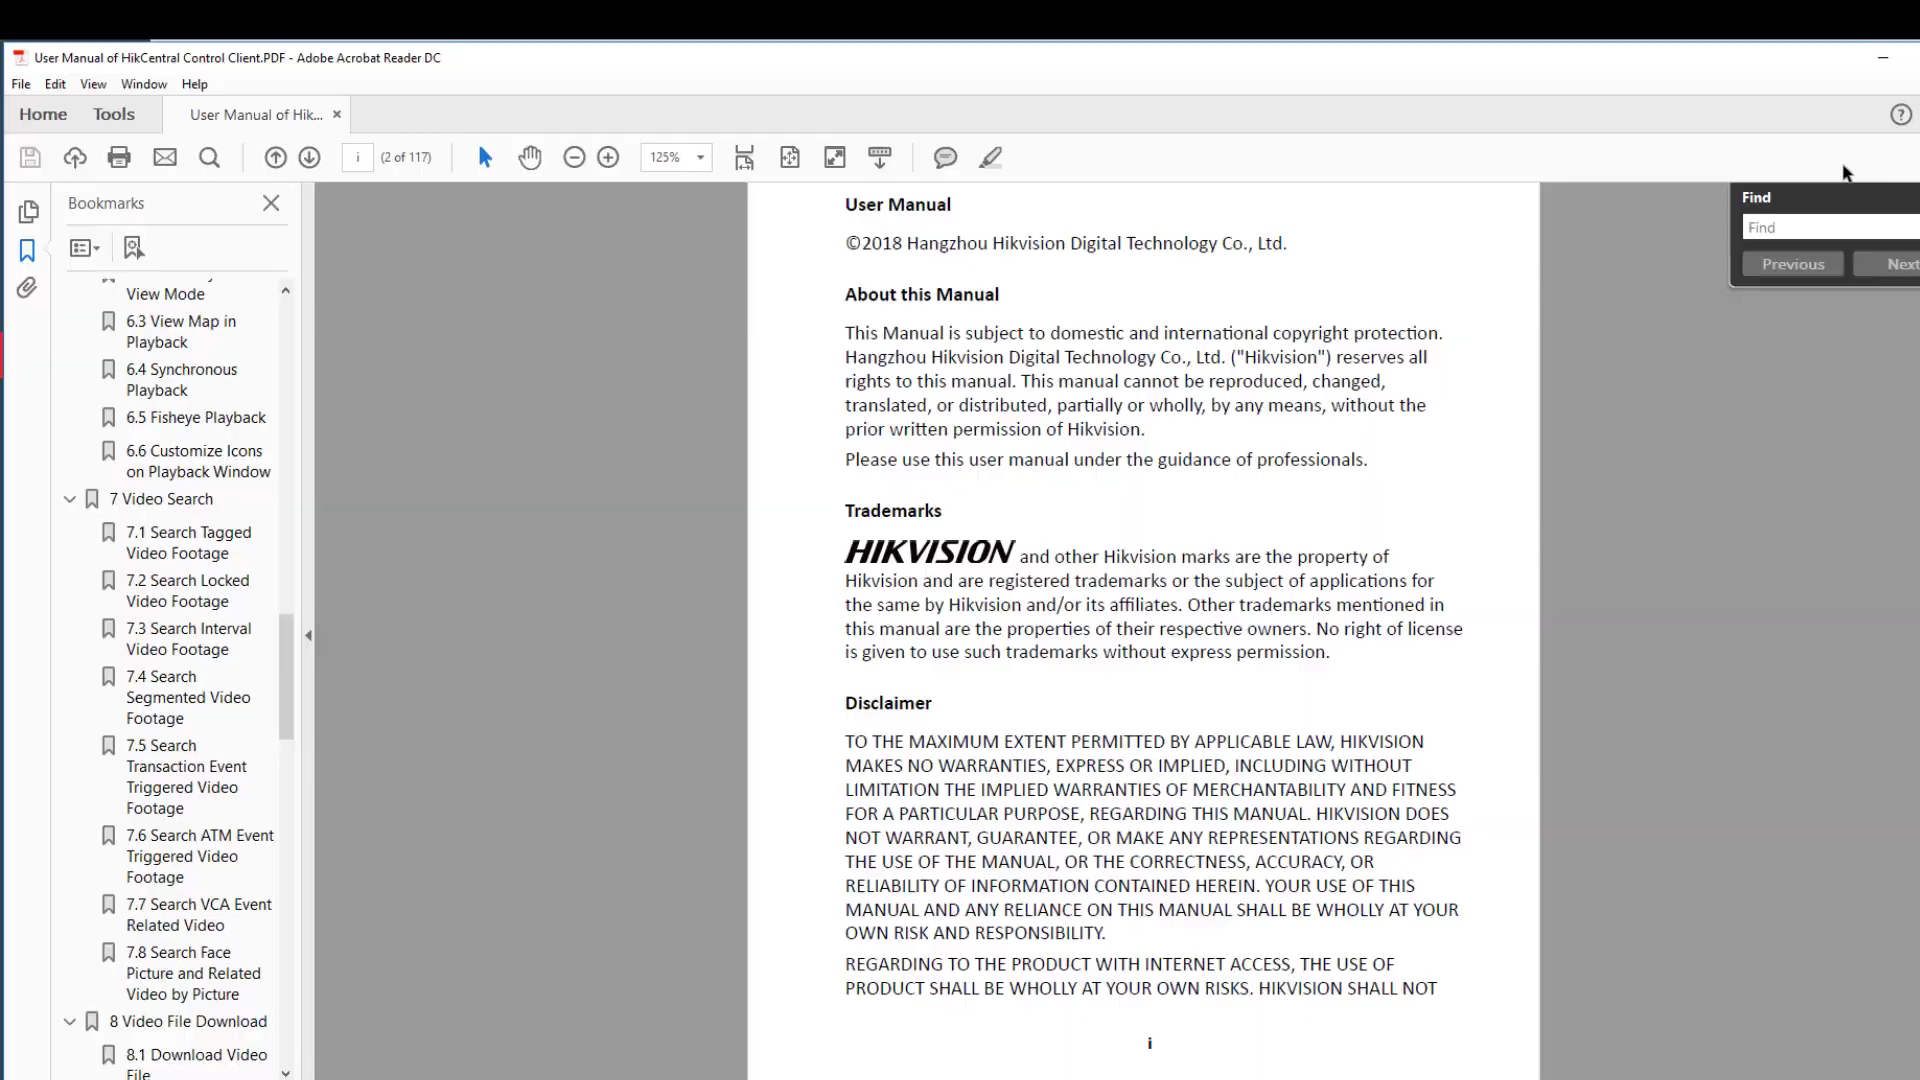 User Manual of HikCentral Control Client.PDF - Adobe Acrobat Reader DC
File Edit View Window Help
Home Tools User Manual of Hik... ×
i (2 of 117) 125%
Bookmarks
View Mode
6.3 View Map in
Playback
6.4 Synchronous
Playback
6.5 Fisheye Playback
6.6 Customize Icons
on Playback Window
7 Video Search
7.1 Search Tagged
Video Footage
7.2 Search Locked
Video Footage
7.3 Search Interval
Video Footage
7.4 Search
Segmented Video
Footage
7.5 Search
Transaction Event
Triggered Video
Footage
7.6 Search ATM Event
Triggered Video
Footage
7.7 Search VCA Event
Related Video
7.8 Search Face
Picture and Related
Video by Picture
8 Video File Download
8.1 Download Video
File
User Manual
©2018 Hangzhou Hikvision Digital Technology Co., Ltd.
About this Manual
This Manual is subject to domestic and international copyright protection.
Hangzhou Hikvision Digital Technology Co., Ltd. ("Hikvision") reserves all
rights to this manual. This manual cannot be reproduced, changed,
translated, or distributed, partially or wholly, by any means, without the
prior written permission of Hikvision.
Please use this user manual under the guidance of professionals.
Trademarks
HIKVISION and other Hikvision marks are the property of
Hikvision and are registered trademarks or the subject of applications for
the same by Hikvision and/or its affiliates. Other trademarks mentioned in
this manual are the properties of their respective owners. No right of license
is given to use such trademarks without express permission.
Disclaimer
TO THE MAXIMUM EXTENT PERMITTED BY APPLICABLE LAW, HIKVISION
MAKES NO WARRANTIES, EXPRESS OR IMPLIED, INCLUDING WITHOUT
LIMITATION THE IMPLIED WARRANTIES OF MERCHANTABILITY AND FITNESS
FOR A PARTICULAR PURPOSE, REGARDING THIS MANUAL. HIKVISION DOES
NOT WARRANT, GUARANTEE, OR MAKE ANY REPRESENTATIONS REGARDING
THE USE OF THE MANUAL, OR THE CORRECTNESS, ACCURACY, OR
RELIABILITY OF INFORMATION CONTAINED HEREIN. YOUR USE OF THIS
MANUAL AND ANY RELIANCE ON THIS MANUAL SHALL BE WHOLLY AT YOUR
OWN RISK AND RESPONSIBILITY.
REGARDING TO THE PRODUCT WITH INTERNET ACCESS, THE USE OF
PRODUCT SHALL BE WHOLLY AT YOUR OWN RISKS. HIKVISION SHALL NOT
i
Find
Find
Previous Next